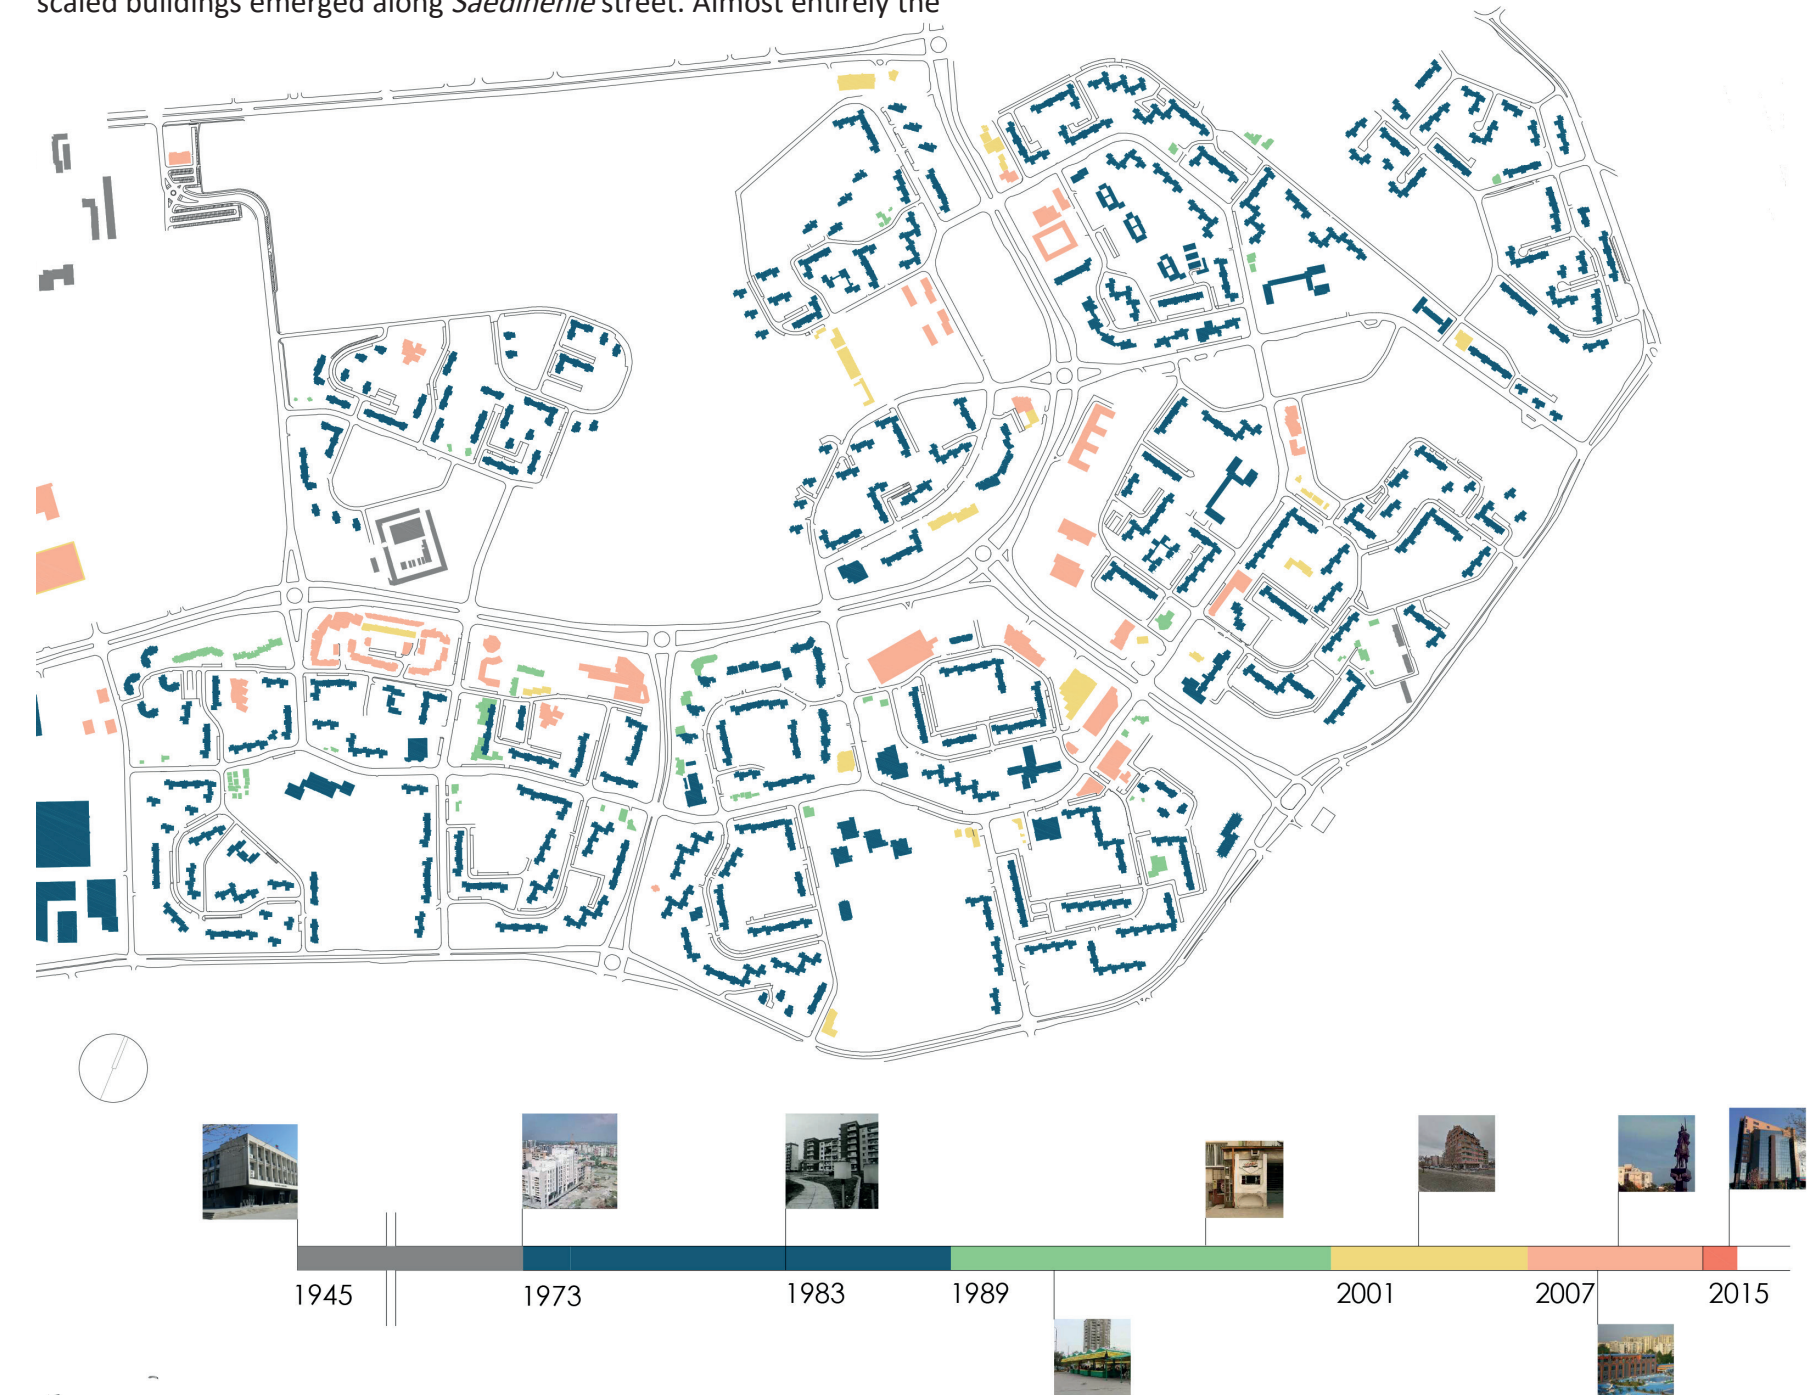 scaled buildings emerged along Saedinenie street. Almost entirely the
1945 1973 1983 1989 2001 2007 2015